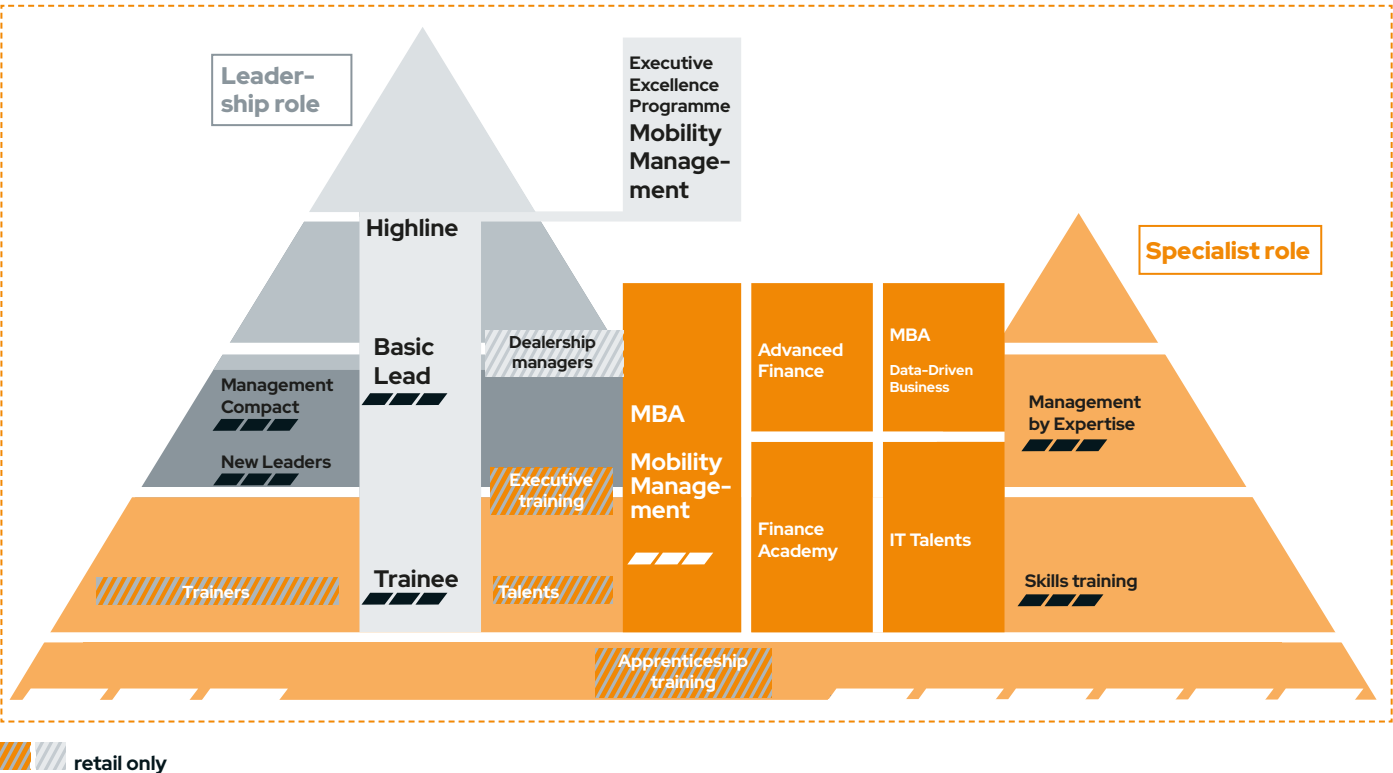 Leader-
ship role
Executive
Excellence
Programme
Mobility
Manage-
ment
Highline
Specialist role
Basic
Lead
Dealership
managers
Management
Compact
New Leaders
Executive
training
MBA
Mobility
Manage-
ment
Advanced
Finance
MBA
Data-Driven
Business
Management
by Expertise
Finance
Academy
IT Talents
Trainers
Trainee
Talents
Skills training
Apprenticeship
training
retail only